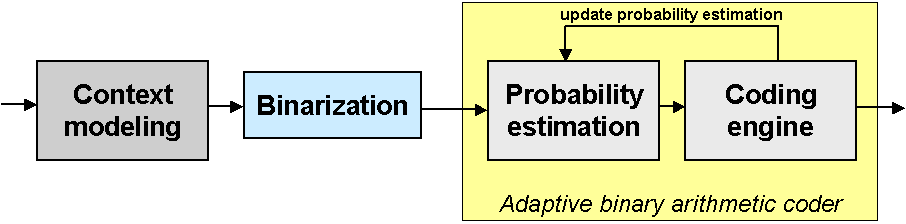 update probability estimation
Context
modeling
Binarization
Probability
estimation
Coding
engine
Adaptive binary arithmetic coder